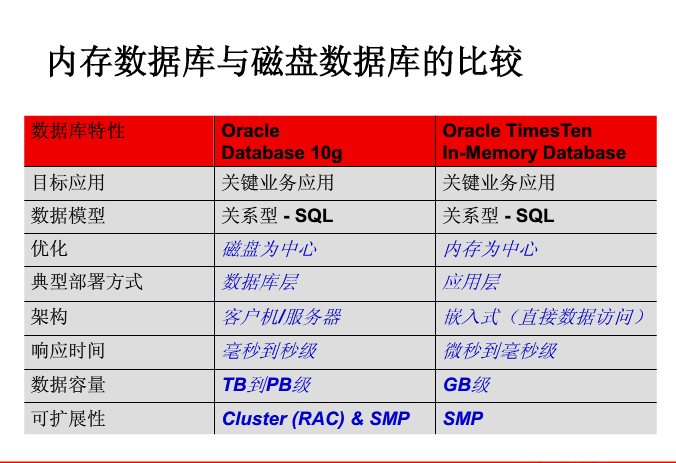 内存数据库与磁盘数据库的比较
数据库特性
Oracle
Database 10g
Oracle TimesTen
In-Memory Database
目标应用
关键业务应用
关键业务应用
数据模型
关系型 - SQL
关系型 - SQL
优化
磁盘为中心
内存为中心
典型部署方式
数据库层
应用层
架构
客户机/服务器
嵌入式（直接数据访问）
响应时间
毫秒到秒级
微秒到毫秒级
数据容量
TB到PB级
GB级
可扩展性
Cluster (RAC) & SMP
SMP